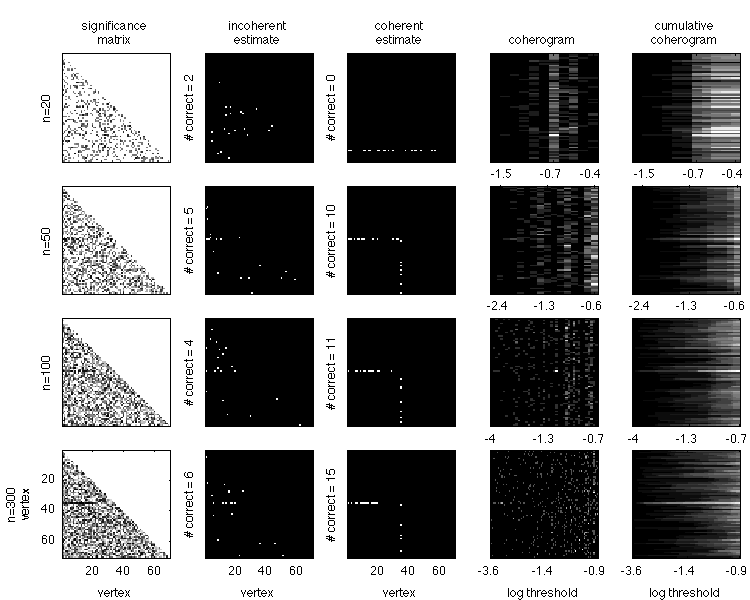 significance
matrix
incoherent
estimate
coherent
estimate
coherogram
cumulative
coherogram
n=20
# correct = 2
# correct = 0
-1.5 -0.7 -0.4
-1.5 -0.7 -0.4
n=50
# correct = 5
# correct = 10
-2.4 -1.3 -0.6
-2.4 -1.3 -0.6
n=100
# correct = 4
# correct = 11
-4 -1.3 -0.7
-4 -1.3 -0.7
n=300
vertex
20
40
60
# correct = 6
# correct = 15
20 40 60
20 40 60
20 40 60
-3.6 -1.4 -0.9
-3.6 -1.4 -0.9
vertex
vertex
vertex
log threshold
log threshold